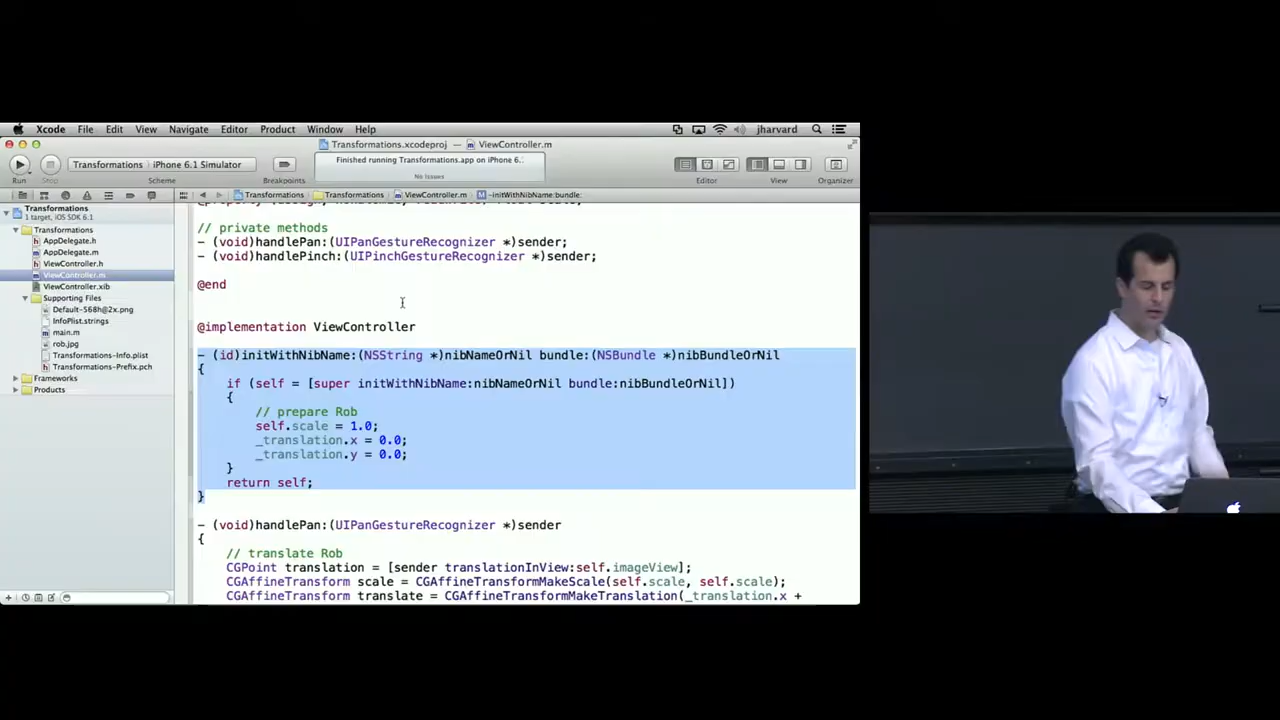 Xcode File Edit View Navigate Editor Product Window Help jharvard
Transformations.xcodeproj — ViewController.m
Transformations iPhone 6.1 Simulator
Finished running Transformations.app on iPhone 6.
No Issues
Run Stop Scheme Breakpoints Editor View Organizer
Transformations Transformations ViewController.m -initWithNibName:bundle:
Transformations
1 target, iOS SDK 6.1
Transformations
AppDelegate.h
AppDelegate.m
ViewController.h
ViewController.m
ViewController.xib
Supporting Files
Default-568h@2x.png
InfoPlist.strings
main.m
rob.jpg
Transformations-Info.plist
Transformations-Prefix.pch
Frameworks
Products
// private methods
- (void)handlePan:(UIPanGestureRecognizer *)sender;
- (void)handlePinch:(UIPinchGestureRecognizer *)sender;
@end
@implementation ViewController
- (id)initWithNibName:(NSString *)nibNameOrNil bundle:(NSBundle *)nibBundleOrNil
{
if (self = [super initWithNibName:nibNameOrNil bundle:nibBundleOrNil])
{
// prepare Rob
self.scale = 1.0;
_translation.x = 0.0;
_translation.y = 0.0;
}
return self;
}
- (void)handlePan:(UIPanGestureRecognizer *)sender
{
// translate Rob
CGPoint translation = [sender translationInView:self.imageView];
CGAffineTransform scale = CGAffineTransformMakeScale(self.scale, self.scale);
CGAffineTransform translate = CGAffineTransformMakeTranslation(_translation.x +